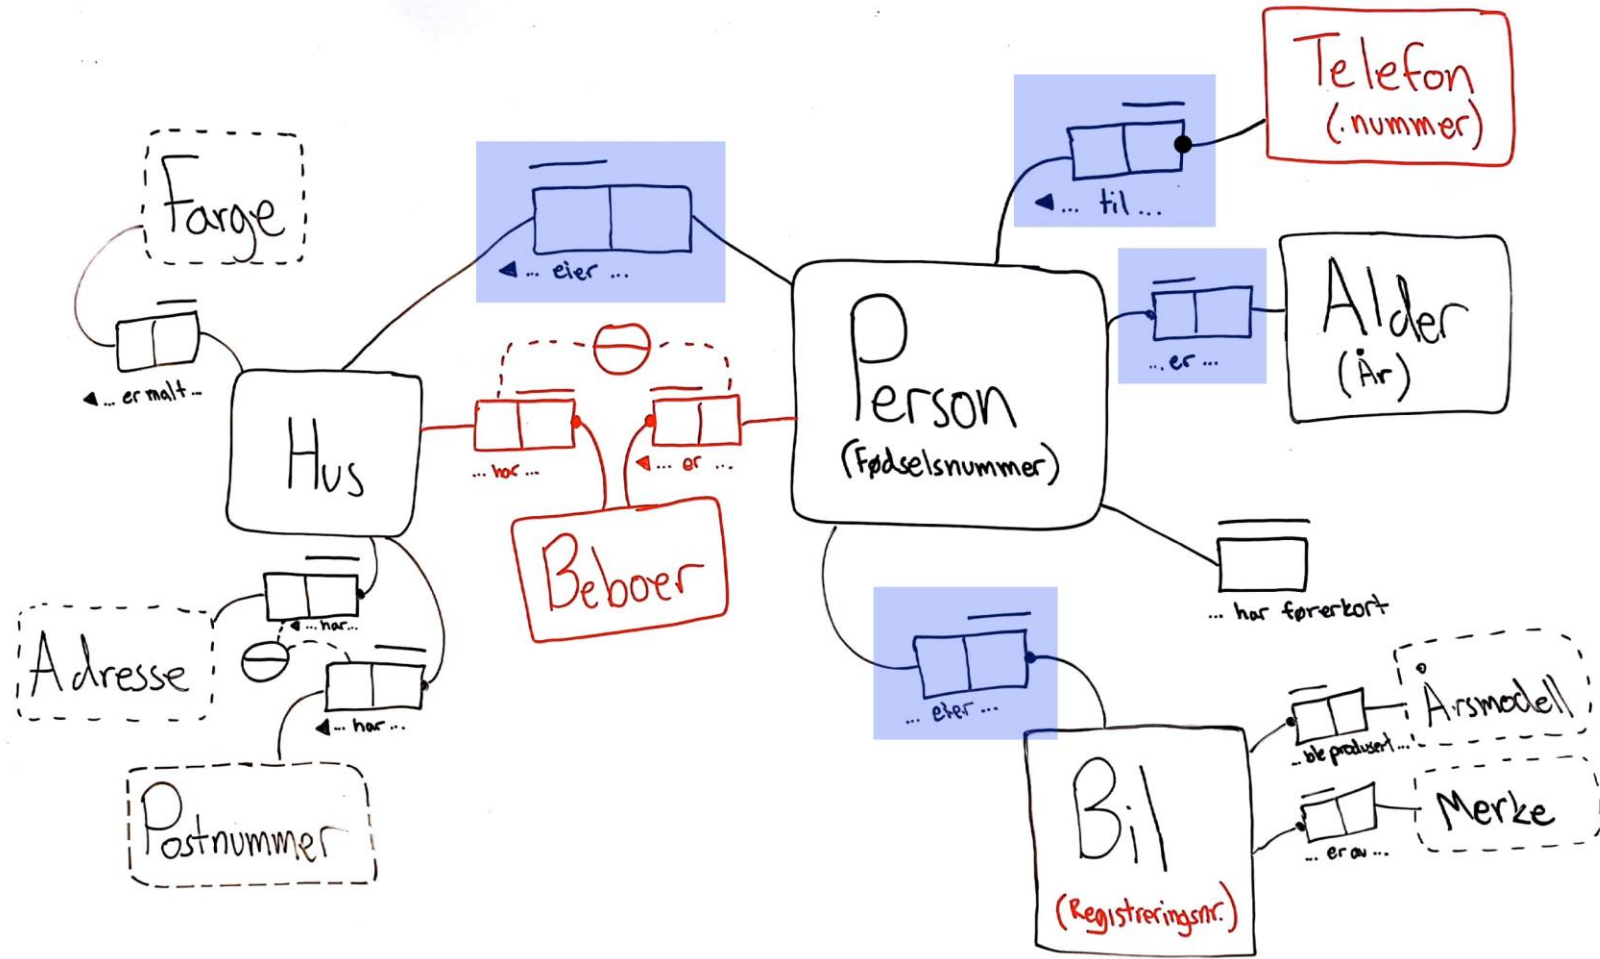 Telefon
(.nummer)
◄... til ...
Farge
◄... er malt ...
◄... eier ...
Alder
(År)
... er ...
Person
(Fødselsnummer)
Hus
... har ...
◄... er ...
Beboer
... har førerkort
◄... har...
Adresse
◄... har ...
Postnummer
... eier ...
Bil
(Registreringsnr.)
Årsmodell
... ble produsert ...
Merke
... er av ...